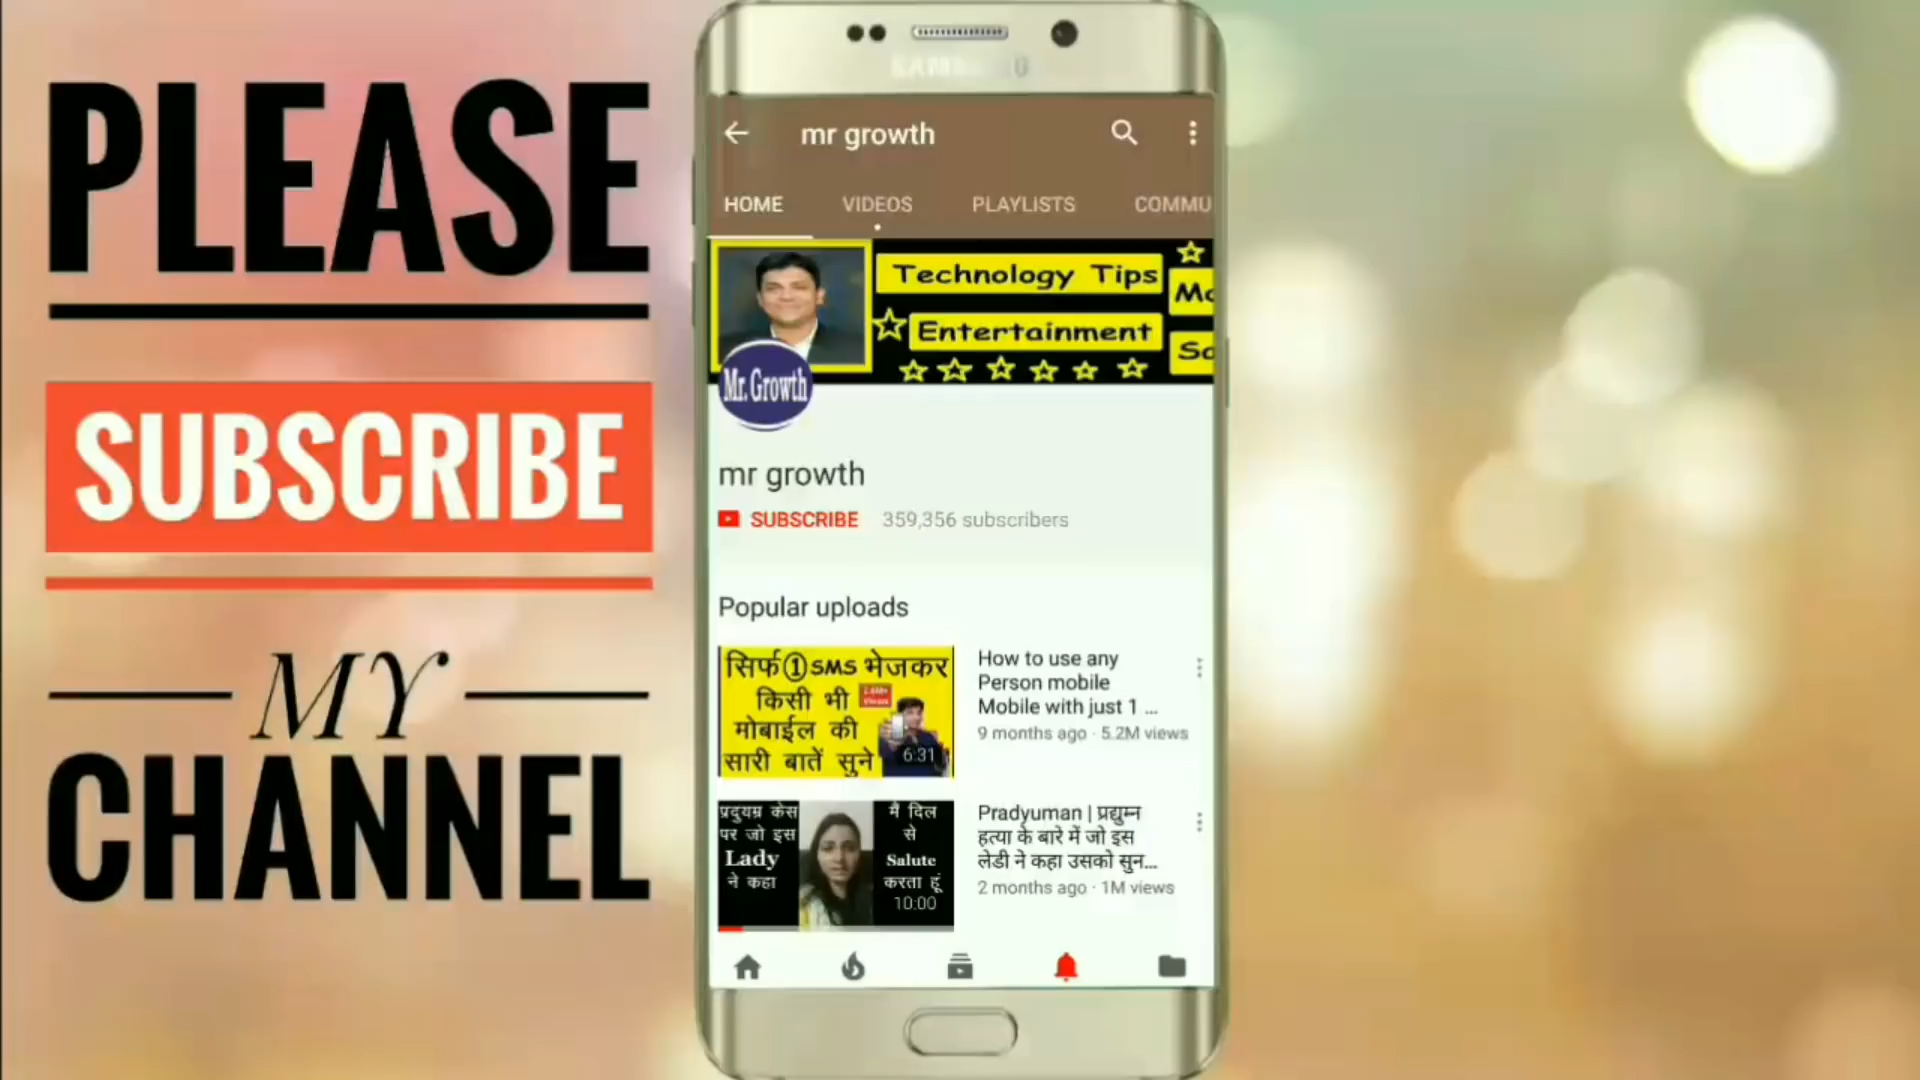 PLEASE
SUBSCRIBE
MY
CHANNEL
SAMSUNG
mr growth
HOME VIDEOS PLAYLISTS COMMU
Technology Tips
Entertainment
Mr. Growth
mr growth
SUBSCRIBE 359,356 subscribers
Popular uploads
सिर्फ 1 SMS भेजकर
किसी भी
मोबाईल की
सारी बातें सुने
6:31
How to use any
Person mobile
Mobile with just 1 ...
9 months ago · 5.2M views
प्रदुयम्र केस
पर जो इस
Lady
ने कहा
मैं दिल
से
Salute
करता हूं
10:00
Pradyuman | प्रद्युम्न
हत्या के बारे में जो इस
लेडी ने कहा उसको सुन...
2 months ago · 1M views